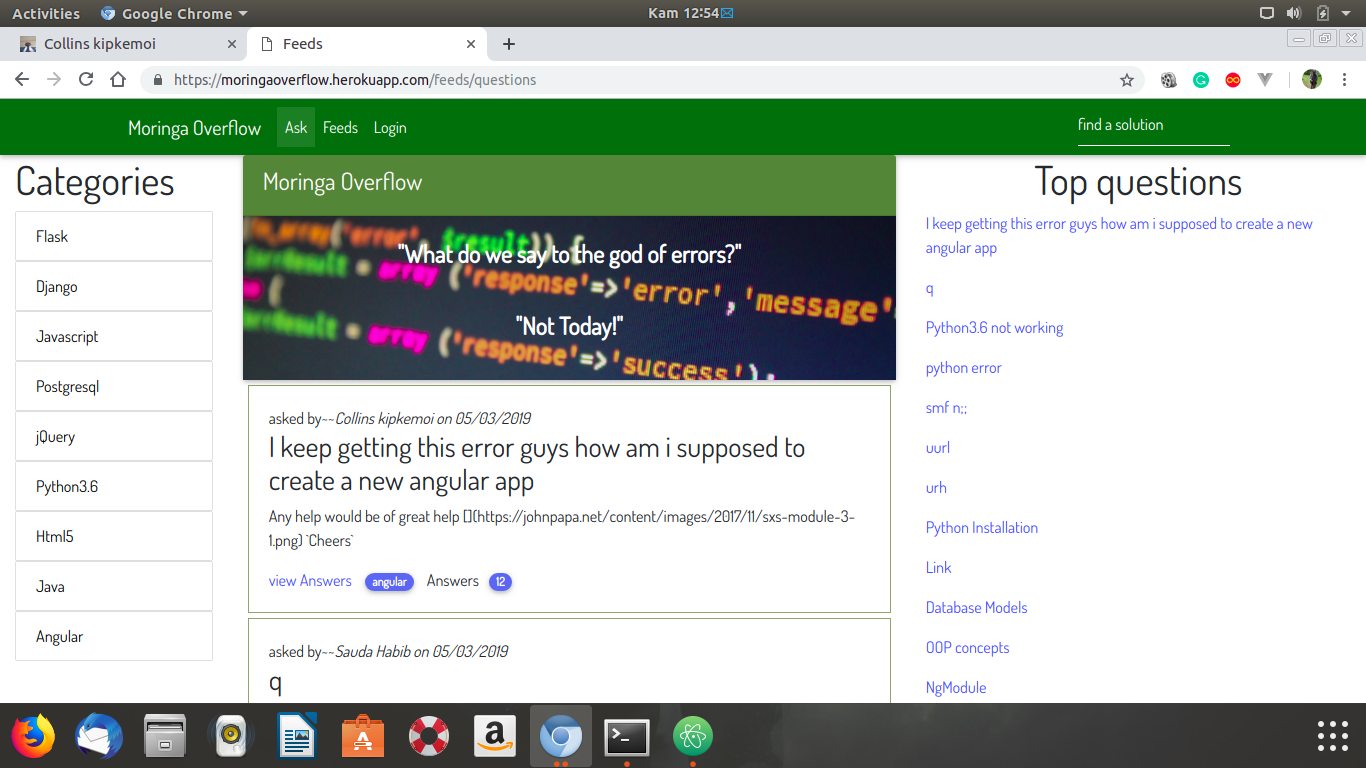 Activities
Google Chrome
Kam 12:54
Collins kipkemoi
Feeds
https://moringaoverflow.herokuapp.com/feeds/questions
Moringa Overflow
Ask
Feeds
Login
find a solution
Categories
Flask
Django
Javascript
Postgresql
jQuery
Python3.6
Html5
Java
Angular
Moringa Overflow
"What do we say to the god of errors?"
"Not Today!"
array ('response'=>'error','message'
array ('response'=>'success');
asked by~~Collins kipkemoi on 05/03/2019
I keep getting this error guys how am i supposed to
create a new angular app
Any help would be of great help [](https://johnpapa.net/content/images/2017/11/sxs-module-3-
1.png) `Cheers`
view Answers angular Answers 12
asked by~~Sauda Habib on 05/03/2019
q
Top questions
I keep getting this error guys how am i supposed to create a new
angular app
q
Python3.6 not working
python error
smf n;;
uurl
urh
Python Installation
Link
Database Models
OOP concepts
NgModule